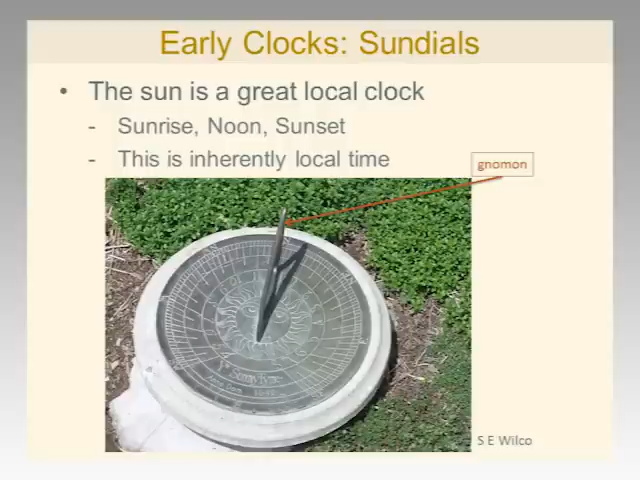 Early Clocks: Sundials
• The sun is a great local clock
- Sunrise, Noon, Sunset
- This is inherently local time
gnomon
S E Wilco